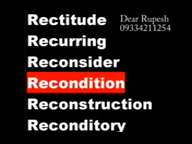 Rectitude
Dear Rupesh
09334211254
Recurring
Reconsider
Recondition
Reconstruction
Reconditory